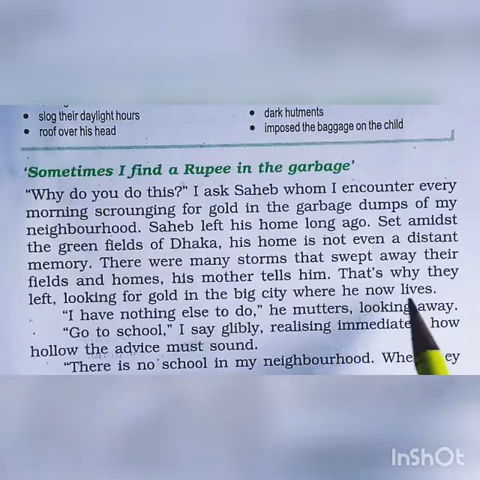 • slog their daylight hours
• roof over his head
• dark hutments
• imposed the baggage on the child
'Sometimes I find a Rupee in the garbage'
"Why do you do this?" I ask Saheb whom I encounter every
morning scrounging for gold in the garbage dumps of my
neighbourhood. Saheb left his home long ago. Set amidst
the green fields of Dhaka, his home is not even a distant
memory. There were many storms that swept away their
fields and homes, his mother tells him. That's why they
left, looking for gold in the big city where he now lives.
"I have nothing else to do," he mutters, looking away.
"Go to school," I say glibly, realising immediate how
hollow the advice must sound.
"There is no school in my neighbourhood. Whe ey
InShOt